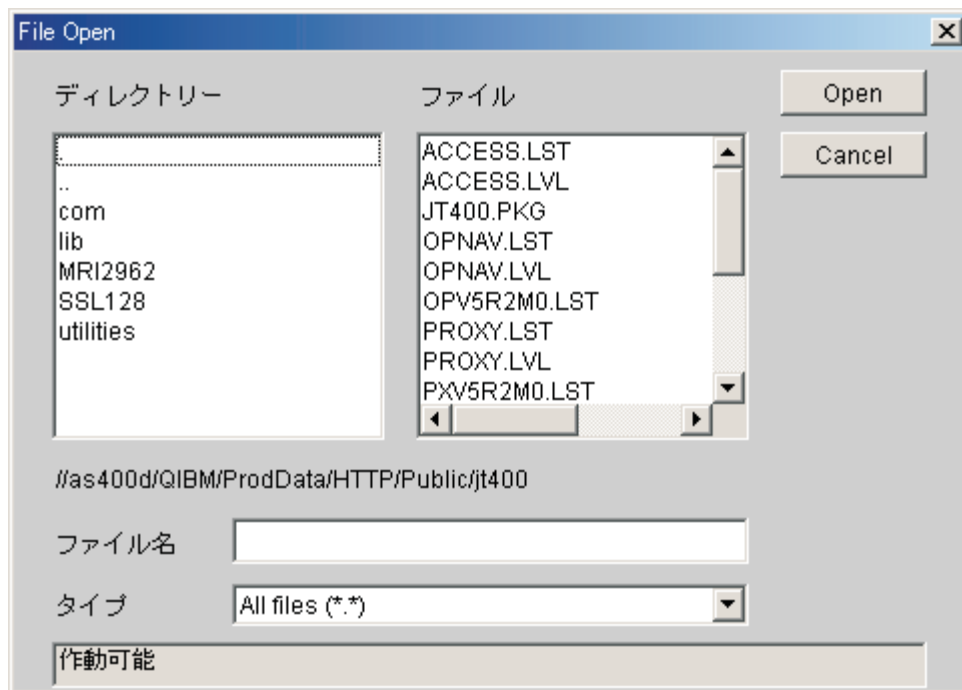 File Open
ディレクトリー
ファイル
Open
Cancel
.
..
com
lib
MRI2962
SSL128
utilities
ACCESS.LST
ACCESS.LVL
JT400.PKG
OPNAV.LST
OPNAV.LVL
OPV5R2M0.LST
PROXY.LST
PROXY.LVL
PXV5R2M0.LST
//as400d/QIBM/ProdData/HTTP/Public/jt400
ファイル名
タイプ
All files (*.*)
作動可能